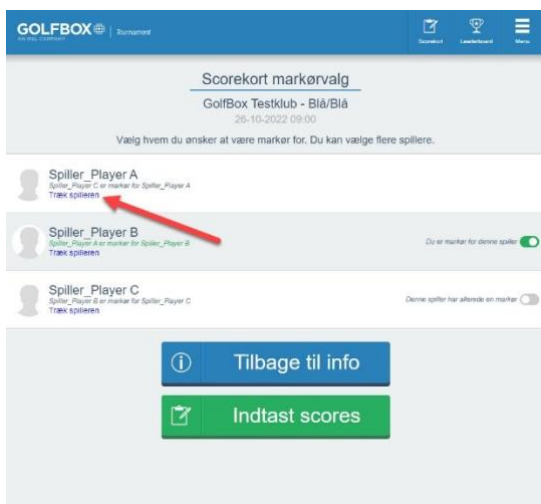 GOLFBOX | Tournament
AN EG COMPANY
Scorekort Leaderboard Menu
Scorekort markørvalg
GolfBox Testklub - Blå/Blå
26-10-2022 09:00
Vælg hvem du ønsker at være markør for. Du kan vælge flere spillere.
Spiller_Player A
Spiller_Player C er markør for Spiller_Player A
Træk spilleren
Spiller_Player B
Spiller_Player A er markør for Spiller_Player B
Du er markør for denne spiller
Træk spilleren
Spiller_Player C
Spiller_Player B er markør for Spiller_Player C
Denne spiller har allerede en markør
Træk spilleren
Tilbage til info
Indtast scores